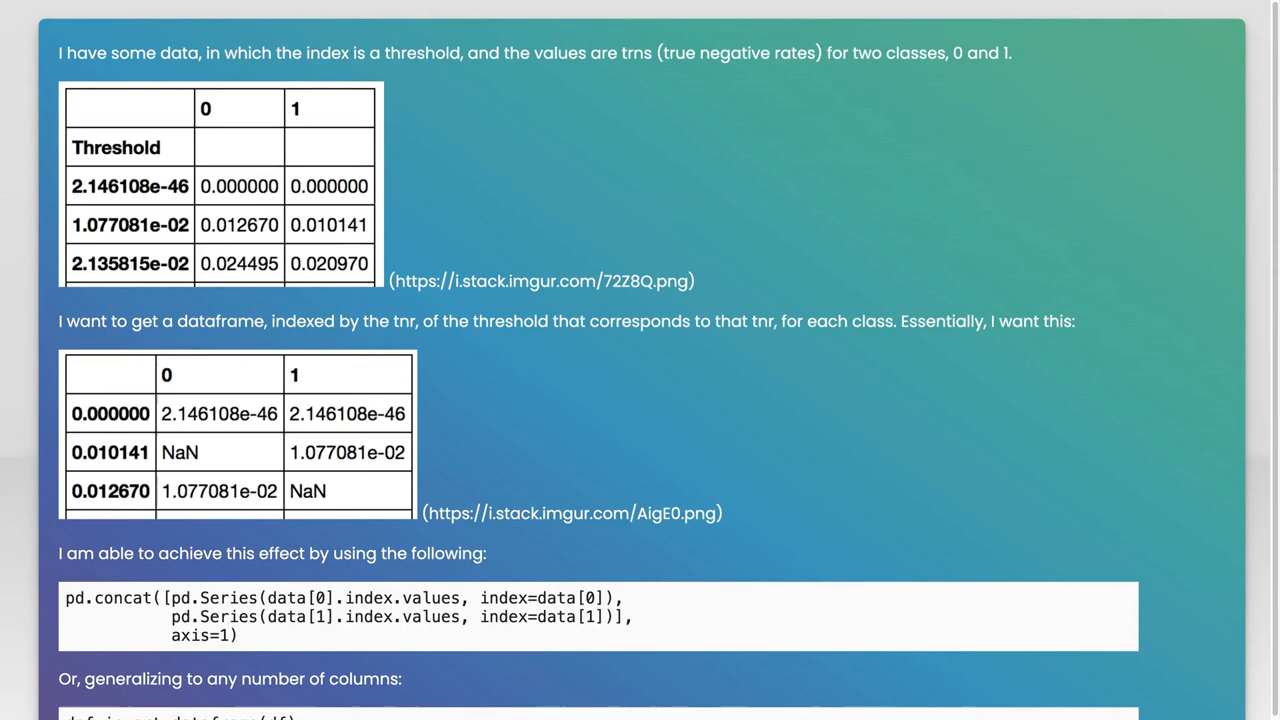 I have some data, in which the index is a threshold, and the values are trns (true negative rates) for two classes, 0 and 1.
0 1
Threshold
2.146108e-46 0.000000 0.000000
1.077081e-02 0.012670 0.010141
2.135815e-02 0.024495 0.020970
(https://i.stack.imgur.com/72Z8Q.png)
I want to get a dataframe, indexed by the tnr, of the threshold that corresponds to that tnr, for each class. Essentially, I want this:
0 1
0.000000 2.146108e-46 2.146108e-46
0.010141 NaN 1.077081e-02
0.012670 1.077081e-02 NaN
(https://i.stack.imgur.com/AigE0.png)
I am able to achieve this effect by using the following:
pd.concat([pd.Series(data[0].index.values, index=data[0]),
pd.Series(data[1].index.values, index=data[1])],
axis=1)
Or, generalizing to any number of columns: